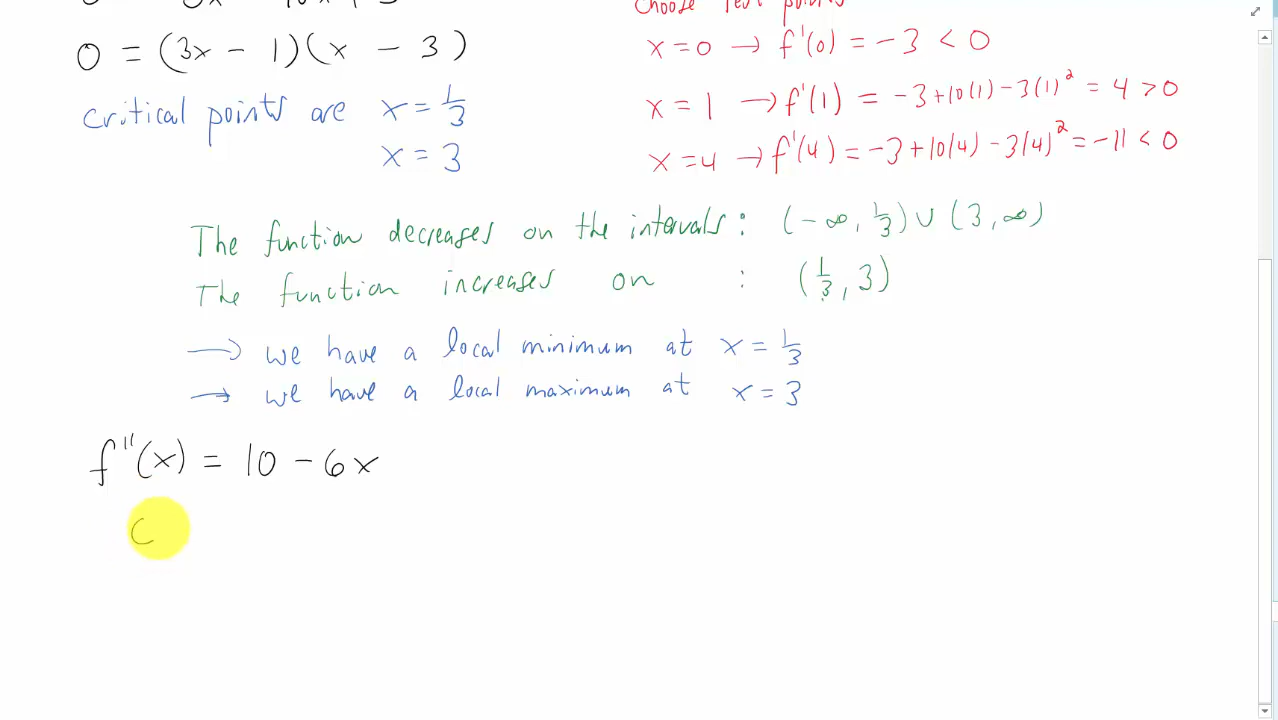 0 = (3x - 1)(x - 3)
critical points are x = 1/3
x = 3
Choose Test points
x = 0 → f'(0) = -3 < 0
x = 1 → f'(1) = -3+10(1)-3(1)² = 4 > 0
x = 4 → f'(4) = -3+10(4)-3(4)² = -11 < 0
The function decreases on the intervals : (-∞, 1/3) ∪ (3, ∞)
The function increases on : (1/3, 3)
→ we have a local minimum at x = 1/3
→ we have a local maximum at x = 3
f''(x) = 10 - 6x